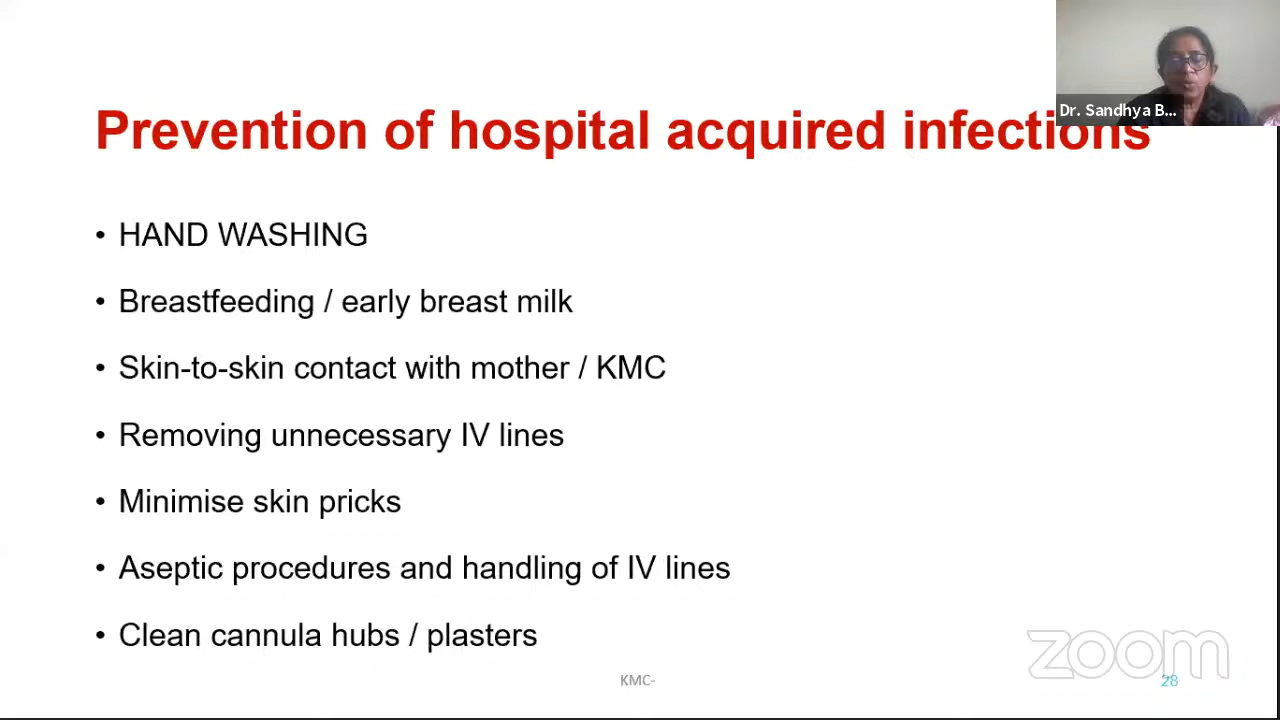 Dr. Sandhya B...
Prevention of hospital acquired infections
• HAND WASHING
• Breastfeeding / early breast milk
• Skin-to-skin contact with mother / KMC
• Removing unnecessary IV lines
• Minimise skin pricks
• Aseptic procedures and handling of IV lines
• Clean cannula hubs / plasters
zoom
KMC-
28